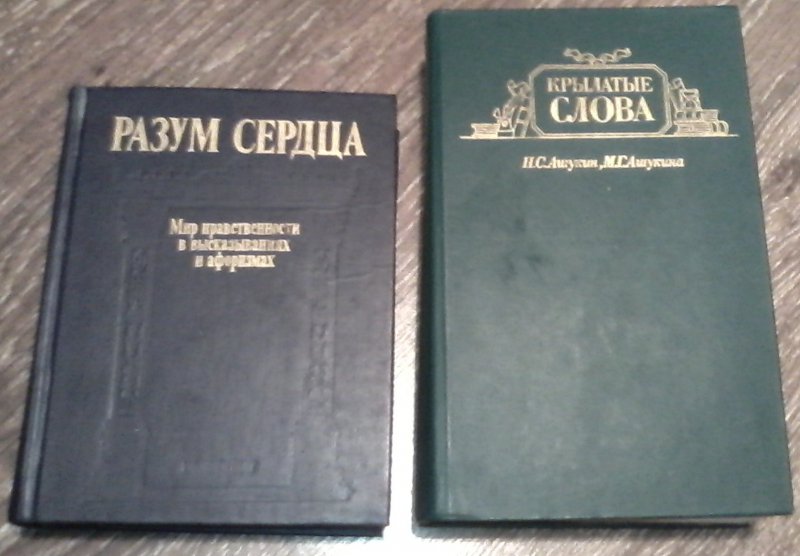 РАЗУМ СЕРДЦА
Мир нравственности
в высказываниях
и афоризмах
КРЫЛАТЫЕ
СЛОВА
Н.С.Ашукин, М.Г.Ашукина